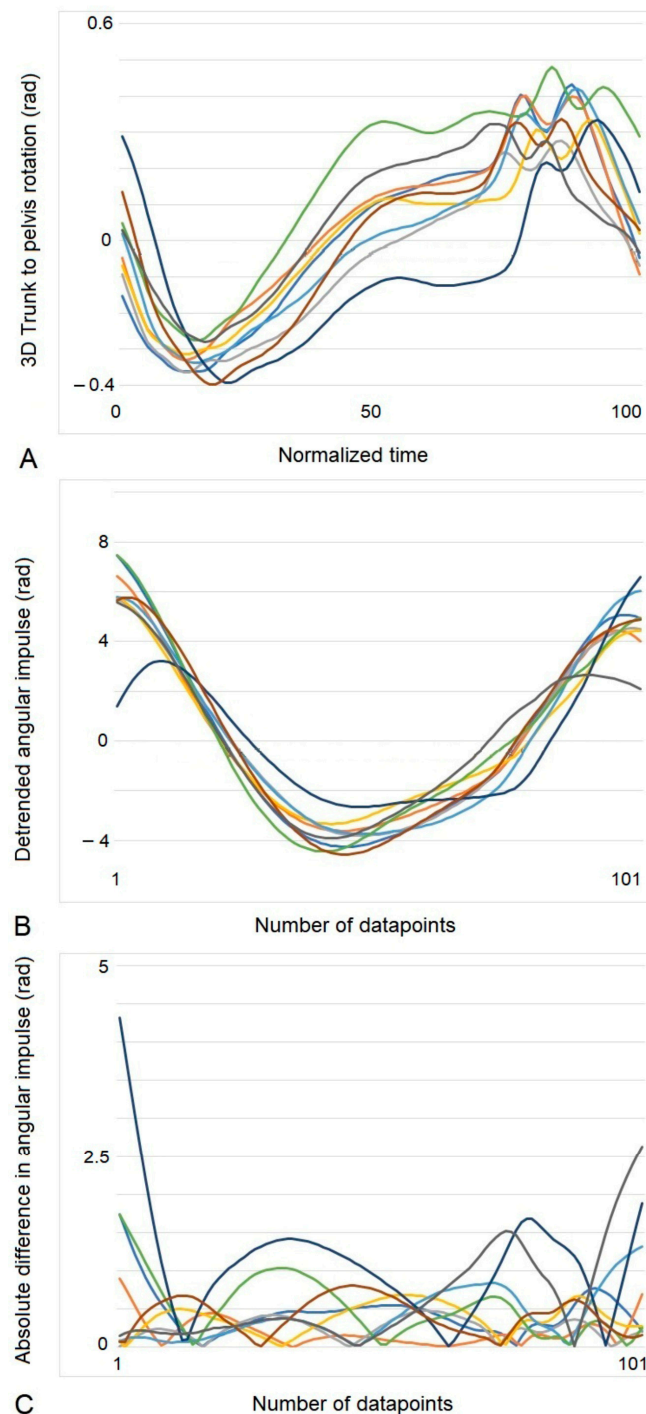 0.6
3D Trunk to pelvis rotation (rad)
0
− 0.4
0 50 100
A Normalized time
8
Detrended angular impulse (rad)
4
0
− 4
1 101
B Number of datapoints
5
Absolute difference in angular impulse (rad)
2.5
0
1 101
C Number of datapoints